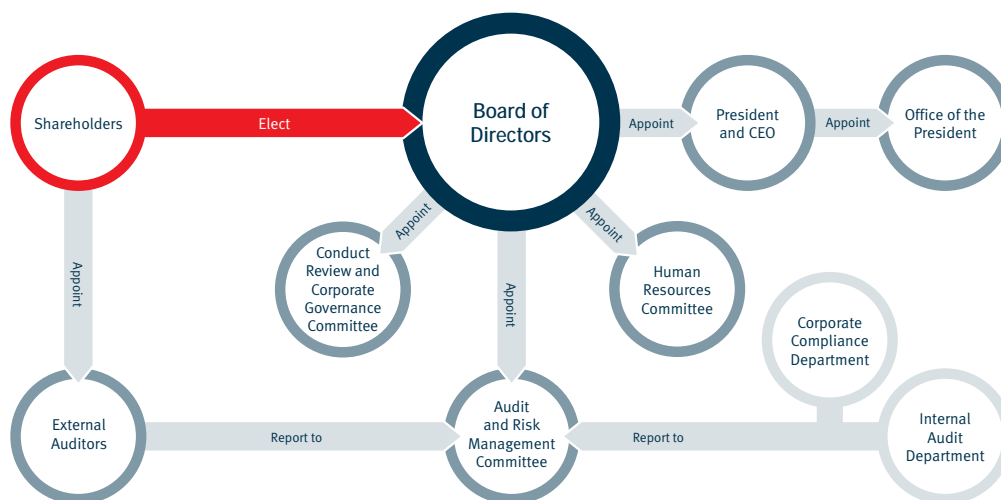 Shareholders
Elect
Board of
Directors
Appoint
President
and CEO
Appoint
Office of the
President
Appoint
Appoint
Appoint
Appoint
Conduct
Review and
Corporate
Governance
Committee
Human
Resources
Committee
Corporate
Compliance
Department
External
Auditors
Report to
Audit
and Risk
Management
Committee
Report to
Internal
Audit
Department